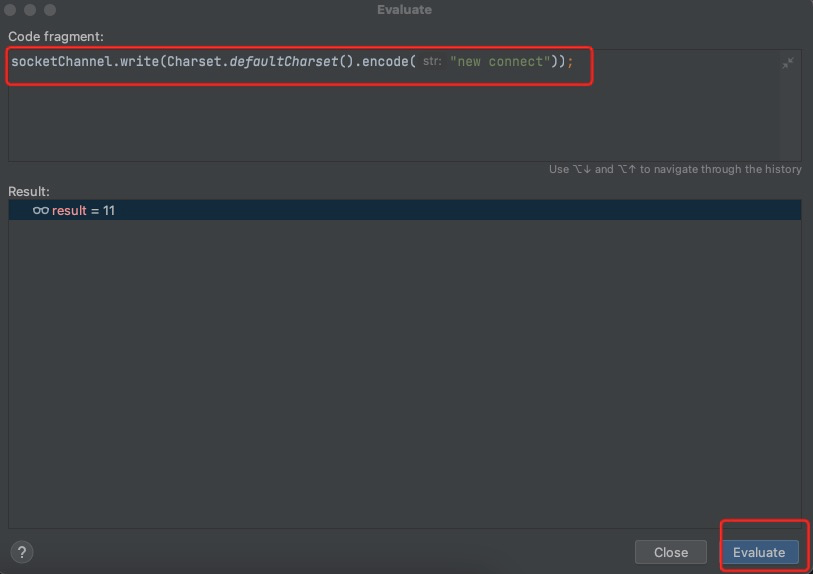 Evaluate
Code fragment:
socketChannel.write(Charset.defaultCharset().encode( str: "new connect"));
Use ⌥↓ and ⌥↑ to navigate through the history
Result:
result = 11
? Close Evaluate